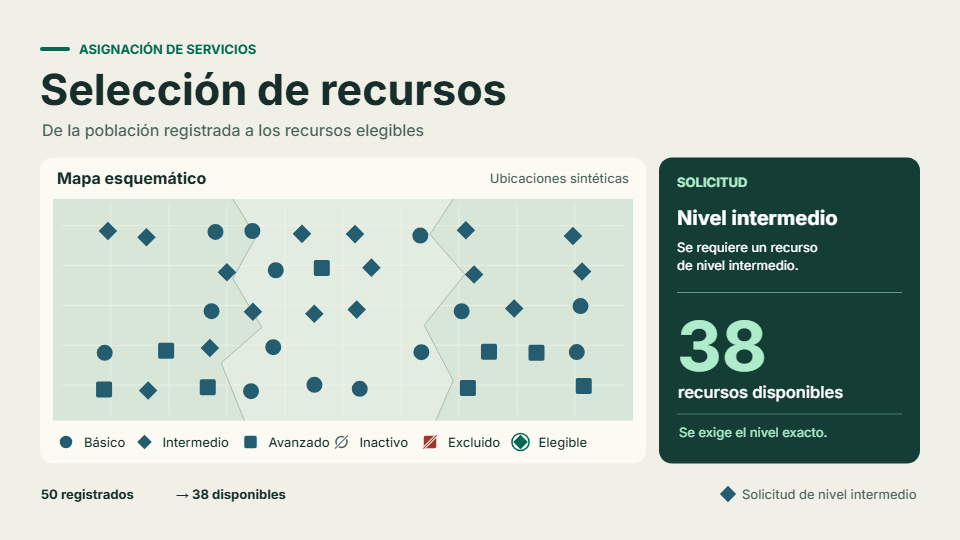 ASIGNACIÓN DE SERVICIOS
Selección de recursos
De la población registrada a los recursos elegibles
Mapa esquemático
Ubicaciones sintéticas
Básico
Intermedio
Avanzado
Inactivo
Excluido
Elegible
SOLICITUD
Nivel intermedio
Se requiere un recurso
de nivel intermedio.
38
recursos disponibles
Se exige el nivel exacto.
50 registrados
→ 38 disponibles
Solicitud de nivel intermedio